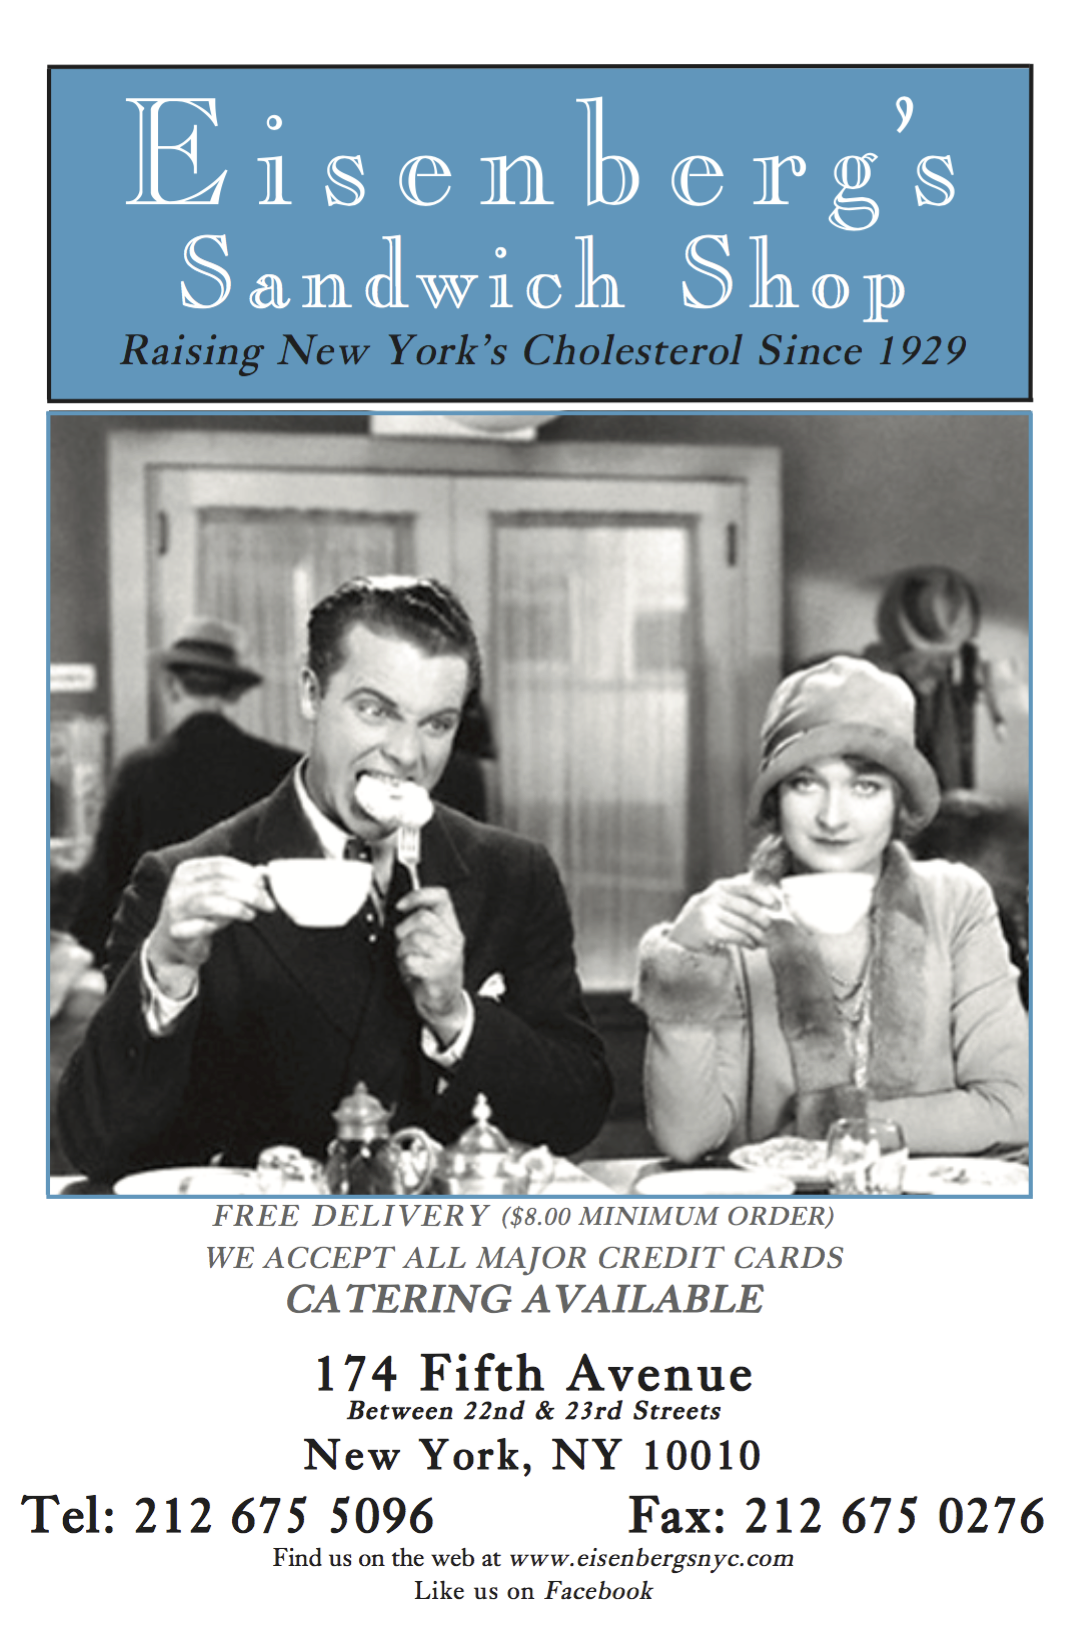 Eisenberg's
Sandwich Shop
Raising New York's Cholesterol Since 1929
FREE DELIVERY ($8.00 MINIMUM ORDER)
WE ACCEPT ALL MAJOR CREDIT CARDS
CATERING AVAILABLE
174 Fifth Avenue
Between 22nd & 23rd Streets
New York, NY 10010
Tel: 212 675 5096 Fax: 212 675 0276
Find us on the web at www.eisenbergsnyc.com
Like us on Facebook